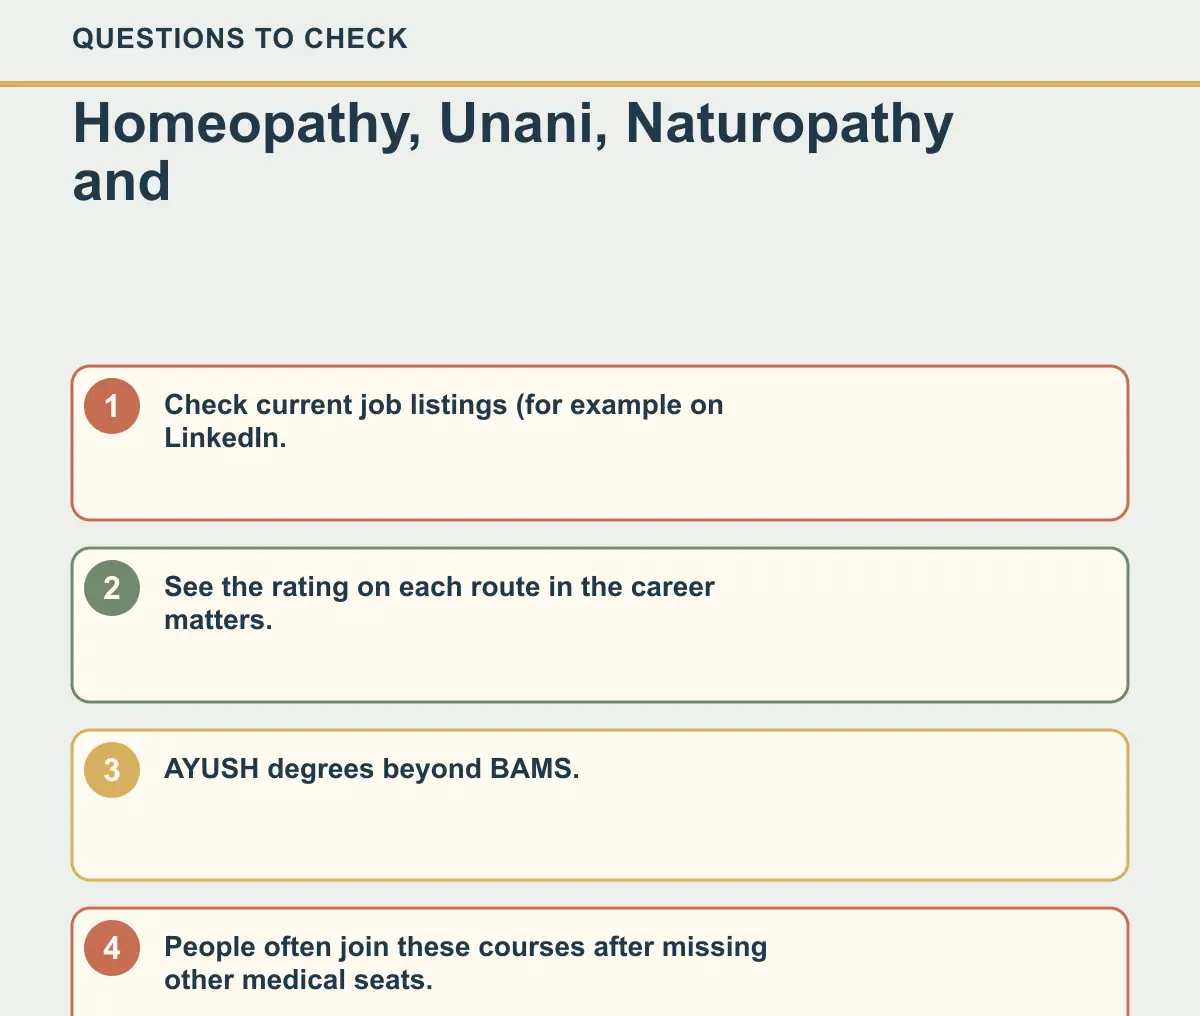 QUESTIONS TO CHECK
Homeopathy, Unani, Naturopathy
and
1
Check current job listings (for example on
LinkedIn.
2
See the rating on each route in the career
matters.
3
AYUSH degrees beyond BAMS.
4
People often join these courses after missing
other medical seats.